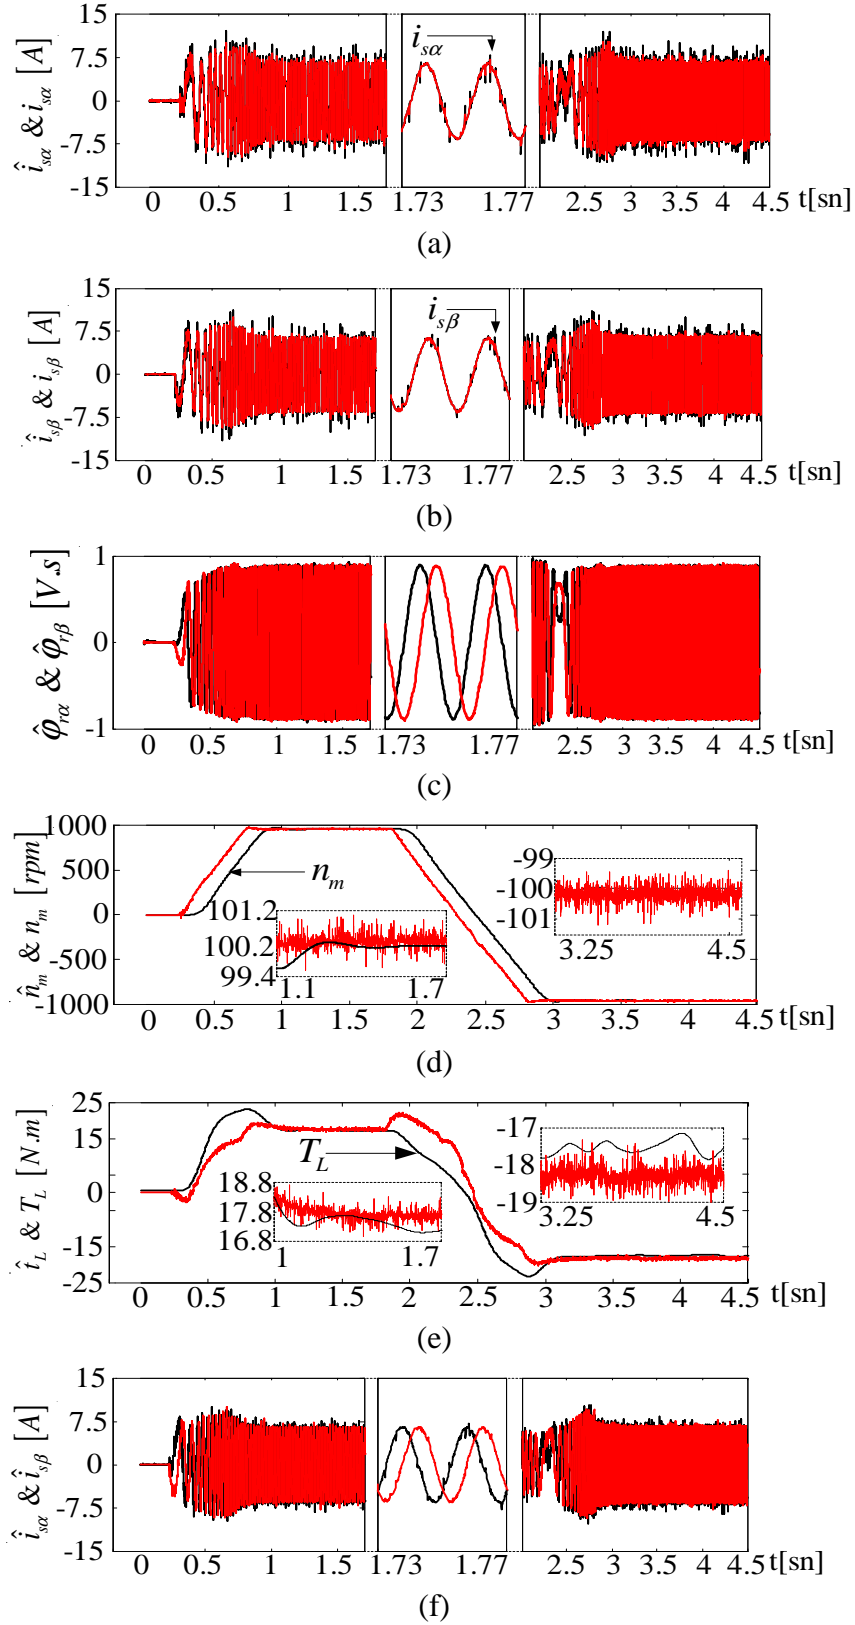 15
7.5
0
-7.5
-15
î_sα & i_sα [A]
i_sα
0 0.5 1 1.5 1.73 1.77 2.5 3 3.5 4 4.5 t[sn]
(a)
15
7.5
0
-7.5
-15
î_sβ & i_sβ [A]
i_sβ
0 0.5 1 1.5 1.73 1.77 2.5 3 3.5 4 4.5 t[sn]
(b)
1
0
-1
φ̂_rα & φ̂_rβ [V.s]
0 0.5 1 1.5 1.73 1.77 2.5 3 3.5 4 4.5 t[sn]
(c)
1000
500
0
-500
-1000
n̂_m & n_m [rpm]
n_m
101.2
100.2
99.4
1.1 1.7
-99
-100
-101
3.25 4.5
0 0.5 1 1.5 2 2.5 3 3.5 4 4.5 t[sn]
(d)
25
15
0
-15
-25
t̂_L & T_L [N.m]
T_L
18.8
17.8
16.8
1 1.7
-17
-18
-19
3.25 4.5
0 0.5 1 1.5 2 2.5 3 3.5 4 4.5 t[sn]
(e)
15
7.5
0
-7.5
-15
î_sα & î_sβ [A]
0 0.5 1 1.5 1.73 1.77 2.5 3 3.5 4 4.5 t[sn]
(f)